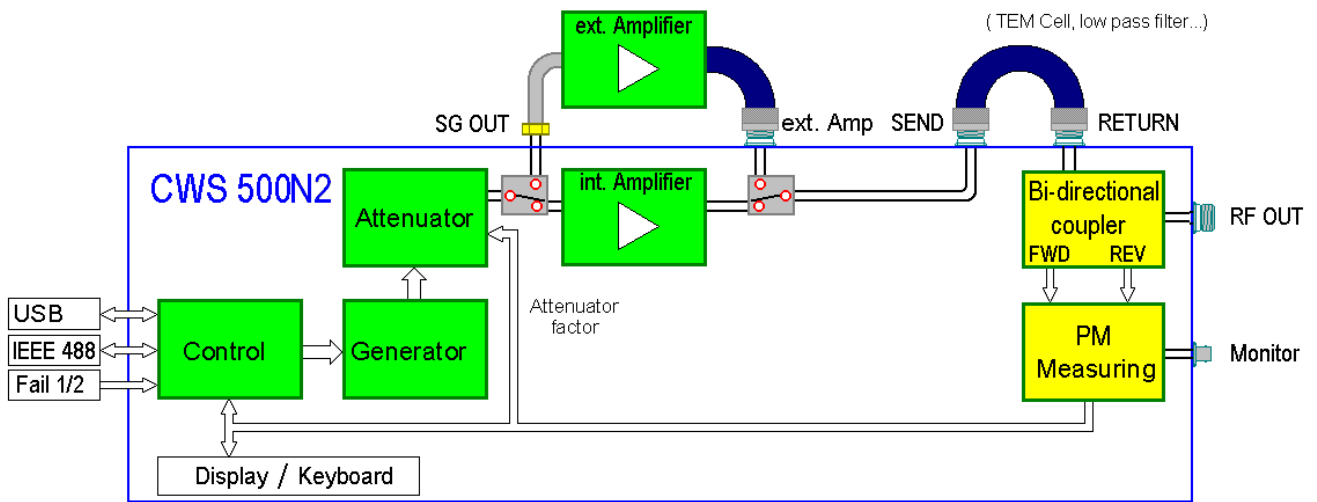 ext. Amplifier
( TEM Cell, low pass filter...)
SG OUT
ext. Amp
SEND
RETURN
CWS 500N2
Attenuator
int. Amplifier
Bi-directional
coupler
FWD
REV
RF OUT
Attenuator
factor
USB
IEEE 488
Fail 1/2
Control
Generator
PM
Measuring
Monitor
Display / Keyboard